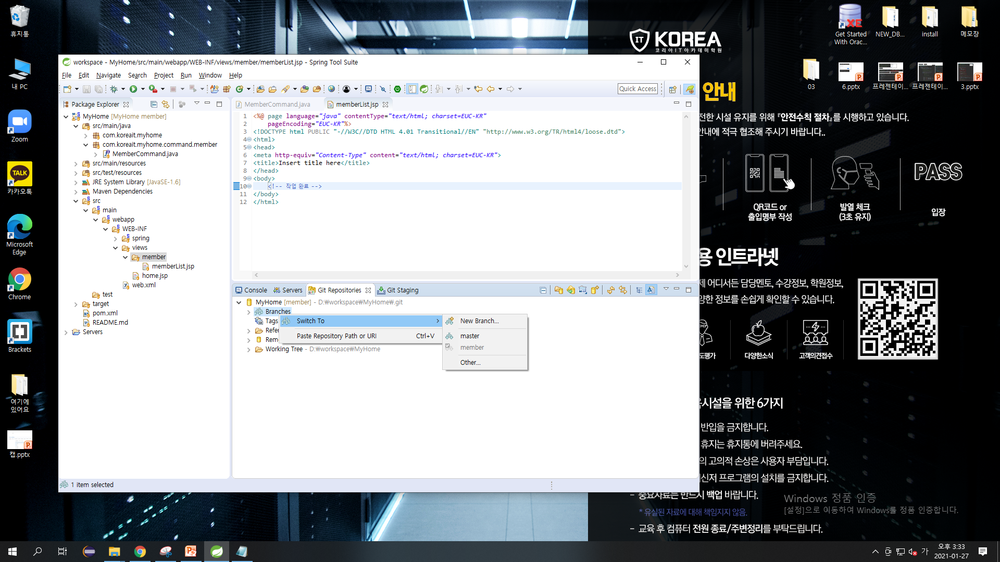 휴지통
내 PC
Zoom
카카오톡
Microsoft
Edge
Chrome
Brackets
여기에
있어요
캡.pptx
workspace - MyHome/src/main/webapp/WEB-INF/views/member/memberList.jsp - Spring Tool Suite
File Edit Navigate Search Project Run Window Help
Quick Access
Package Explorer
MyHome [MyHome member]
src/main/java
com.koreait.myhome
com.koreait.myhome.command.member
MemberCommand.java
src/main/resources
src/test/resources
JRE System Library [JavaSE-1.6]
Maven Dependencies
src
main
webapp
WEB-INF
spring
views
member
memberList.jsp
home.jsp
web.xml
test
target
pom.xml
README.md
Servers
MemberCommand.java memberList.jsp
1 <%@ page language="java" contentType="text/html; charset=EUC-KR"
2 pageEncoding="EUC-KR"%>
3 <!DOCTYPE html PUBLIC "-//W3C//DTD HTML 4.01 Transitional//EN" "http://www.w3.org/TR/html4/loose.dtd">
4 <html>
5 <head>
6 <meta http-equiv="Content-Type" content="text/html; charset=EUC-KR">
7 <title>Insert title here</title>
8 </head>
9 <body>
10 <!-- 작업 완료 -->
11 </body>
12 </html>
Console Servers Git Repositories Git Staging
MyHome [member] - D:₩workspace₩MyHome₩.git
Branches
Tags
Refer
Rem
Working Tree - D:₩workspace₩MyHome
Switch To
Paste Repository Path or URI Ctrl+V
New Branch...
master
member
Other...
1 item selected
IT KOREA
코리아IT아카데미학원
Get Started
With Orac...
NEW_DB...
install
메모장
03
6.pptx
프레젠테이...
프레젠테이...
3.pptx
안내
전한 시설 유지를 위해 『안전수칙 절차』를 시행하고 있습니다.
안내에 적극 협조해 주시기 바랍니다..
QR코드 or
출입명부 작성
발열 체크
(3초 유지)
PASS
입장
용 인트라넷
어디서든 담당멘토, 수강정보, 학원정보,
양한 정보를 손쉽게 확인할 수 있습니다.
도평가
다양한소식
고객의견접수
시설을 위한 6가지
반입을 금지합니다.
휴지는 휴지통에 버려주세요.
의 고의적 손상은 사용자 부담입니다.
신저 프로그램의 설치를 금지합니다.
- 중요자료는 반드시 백업 바랍니다.
* 유실된 자료에 대해 책임지지 않음.
- 교육 후 컴퓨터 전원 종료/주변정리를 부탁드립니다.
Windows 정품 인증
[설정]으로 이동하여 Windows를 정품 인증합니다.
가
오후 3:33
2021-01-27